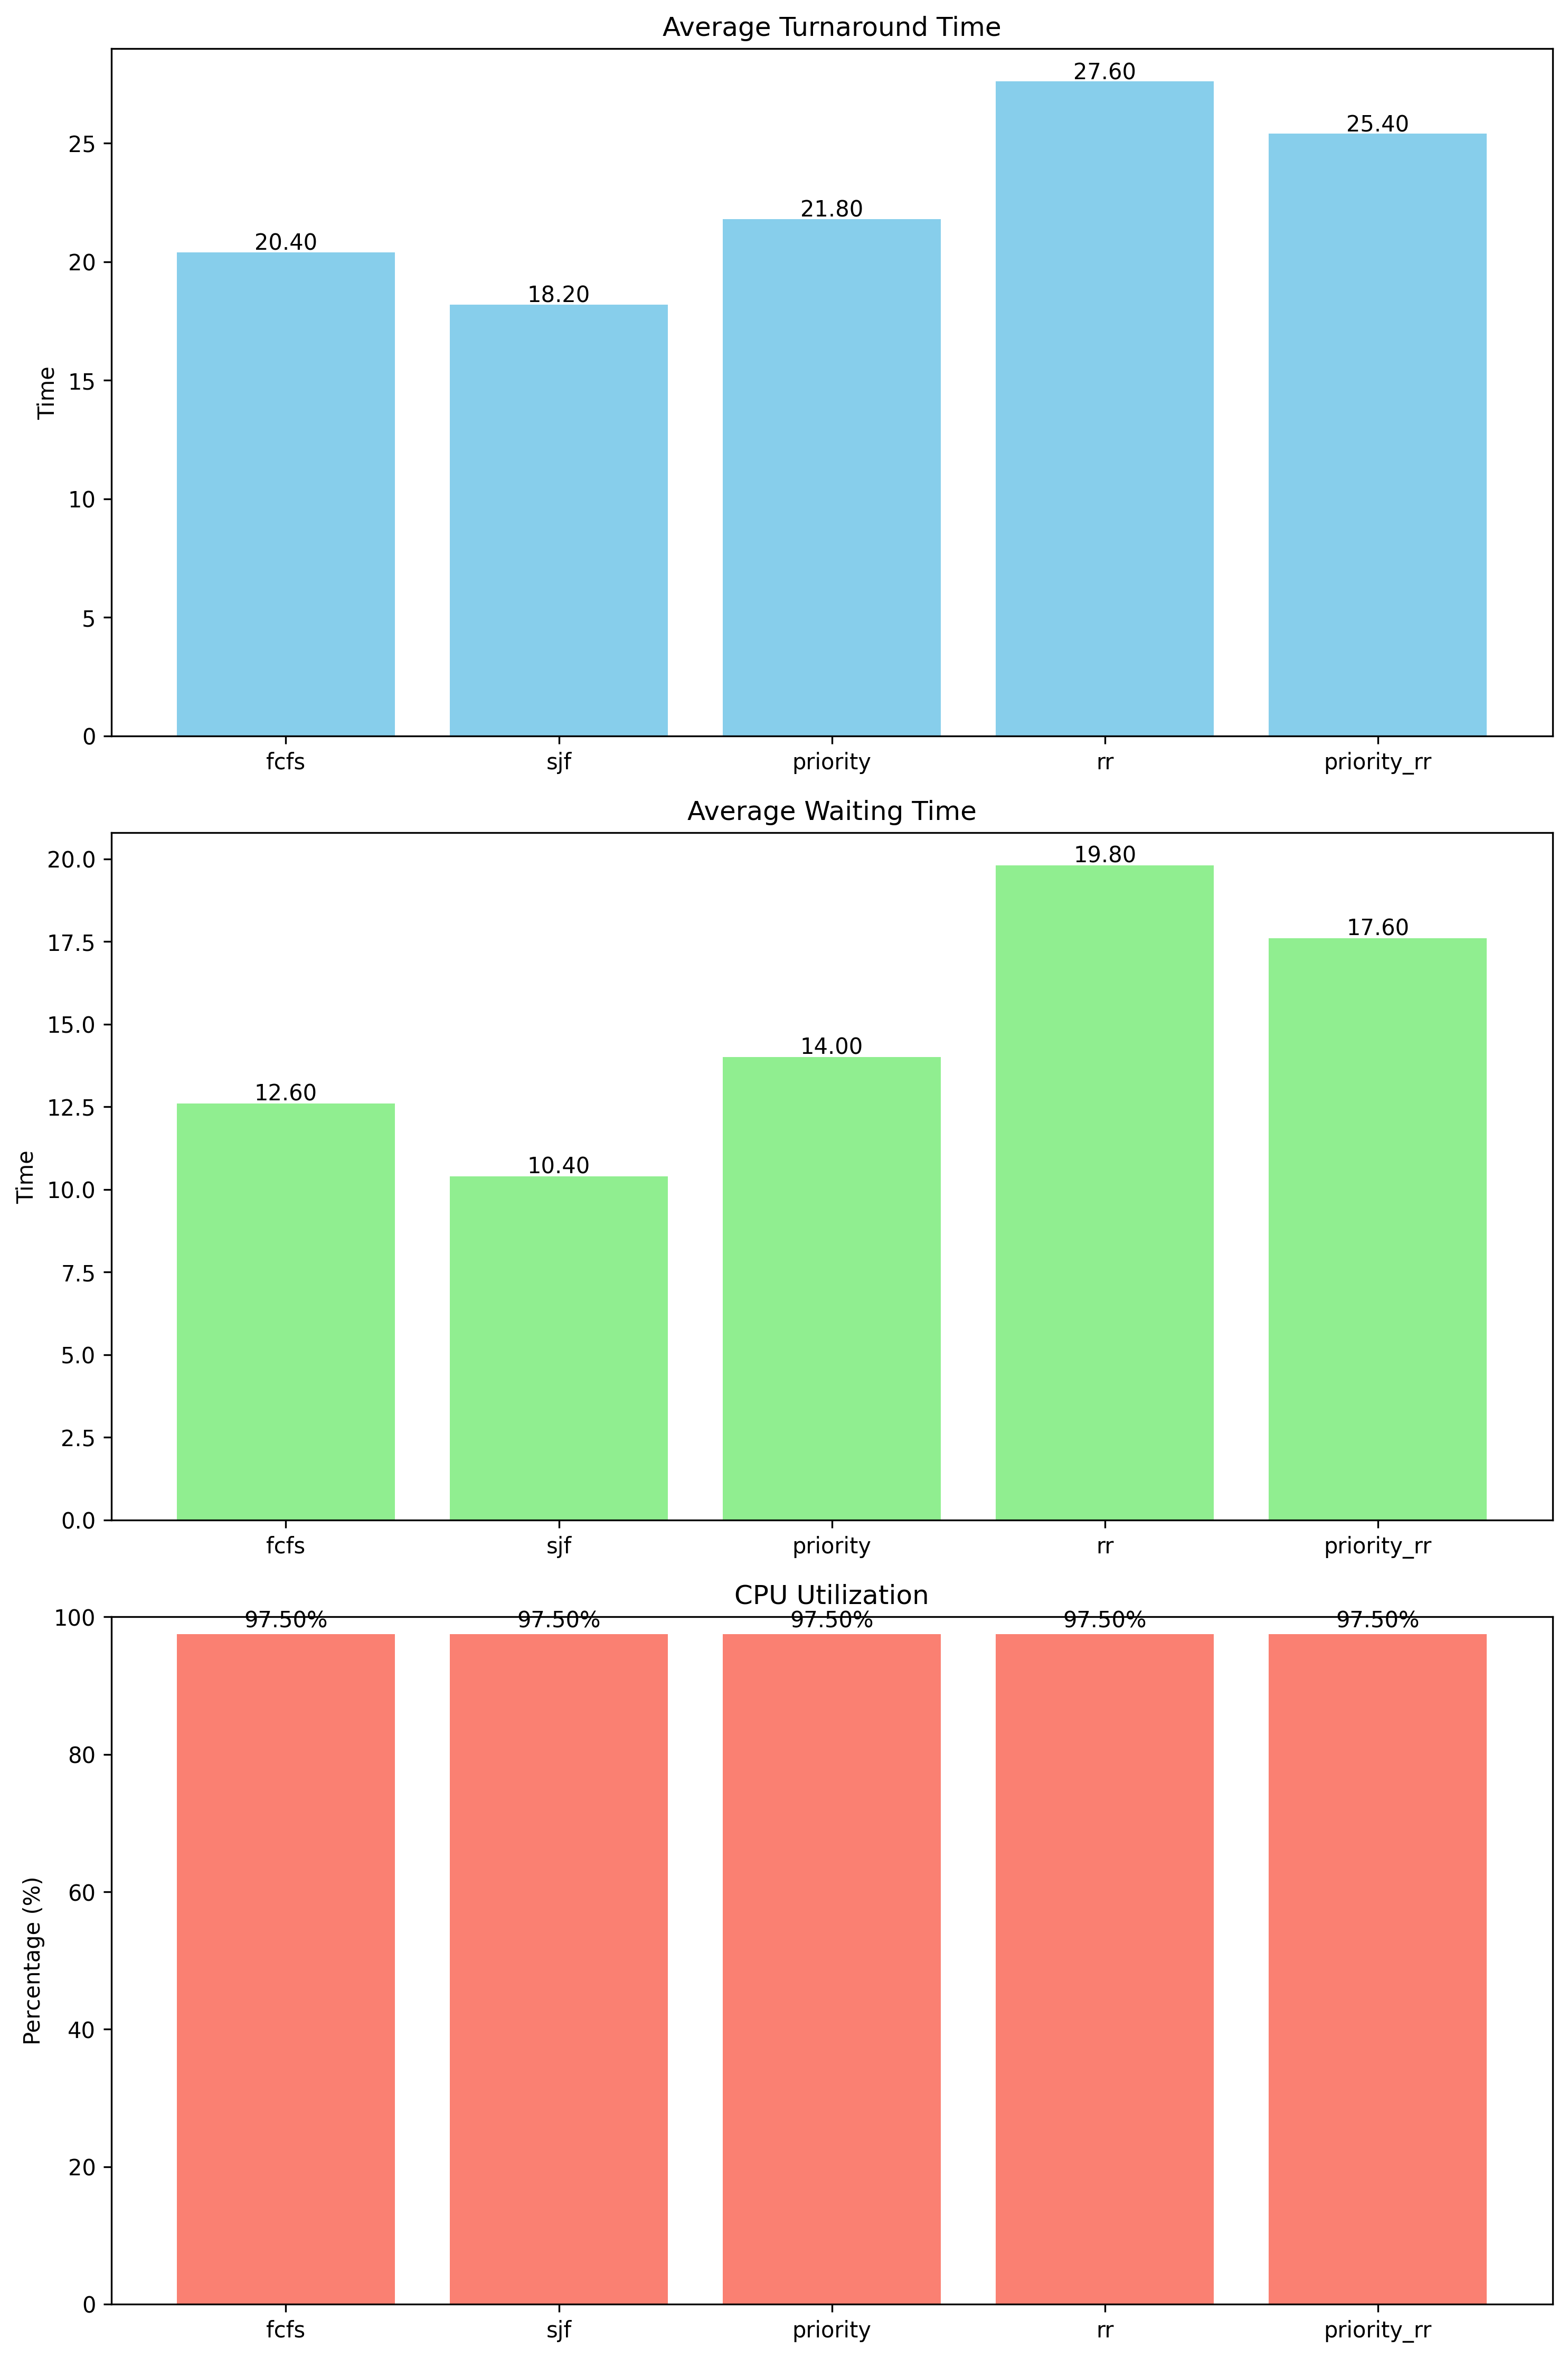 Average Turnaround Time
Time
25
20
15
10
5
0
20.40
18.20
21.80
27.60
25.40
fcfs
sjf
priority
rr
priority_rr
Average Waiting Time
Time
20.0
17.5
15.0
12.5
10.0
7.5
5.0
2.5
0.0
12.60
10.40
14.00
19.80
17.60
fcfs
sjf
priority
rr
priority_rr
CPU Utilization
Percentage (%)
100
80
60
40
20
0
97.50%
97.50%
97.50%
97.50%
97.50%
fcfs
sjf
priority
rr
priority_rr